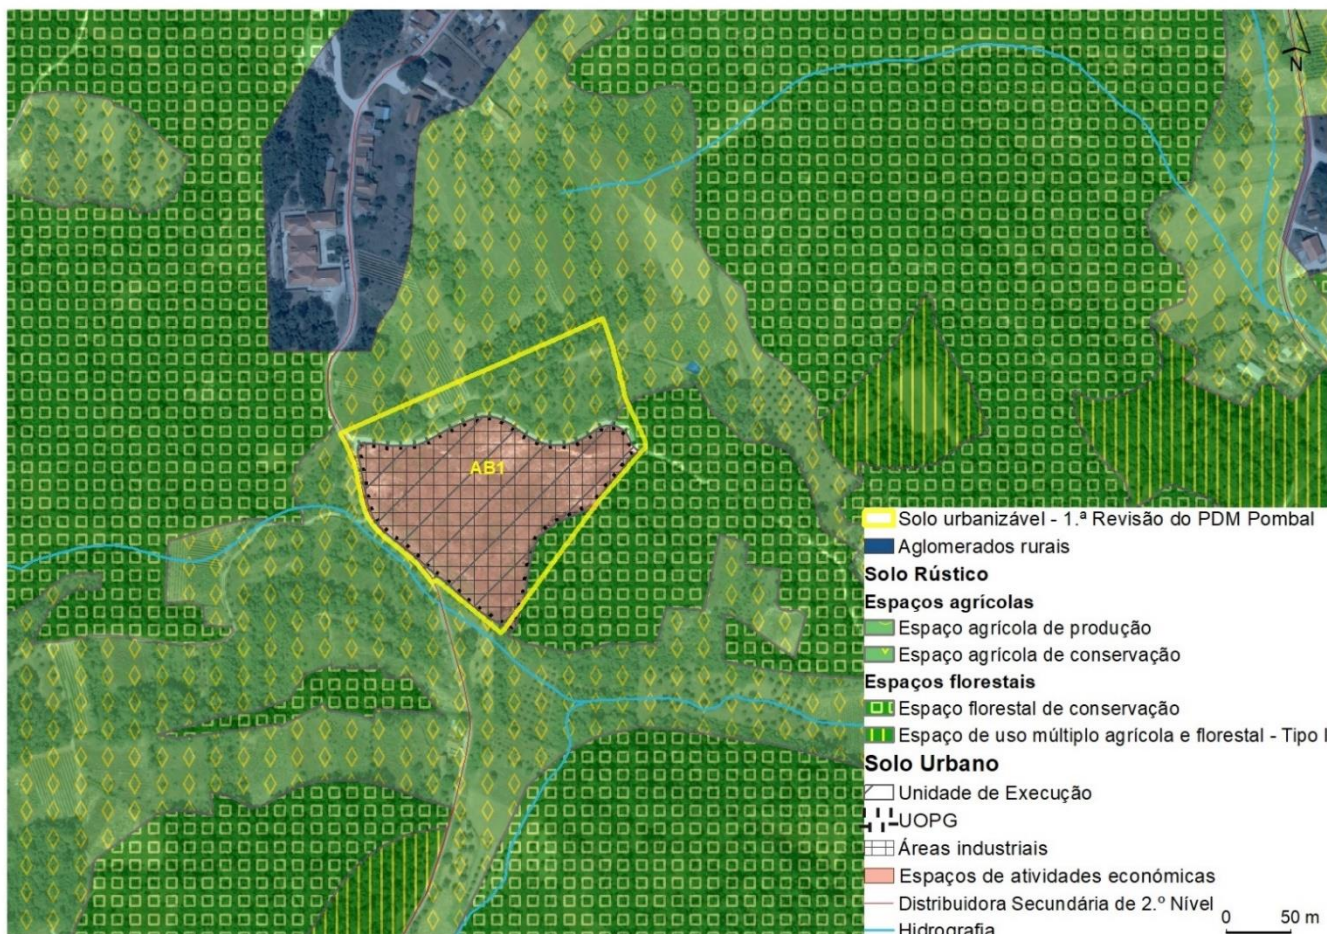 N
AB1
Solo urbanizável - 1.ª Revisão do PDM Pombal
Aglomerados rurais
Solo Rústico
Espaços agrícolas
Espaço agrícola de produção
Espaço agrícola de conservação
Espaços florestais
Espaço florestal de conservação
Espaço de uso múltiplo agrícola e florestal - Tipo I
Solo Urbano
Unidade de Execução
UOPG
Áreas industriais
Espaços de atividades económicas
Distribuidora Secundária de 2.º Nível
Hidrografia
0 50 m